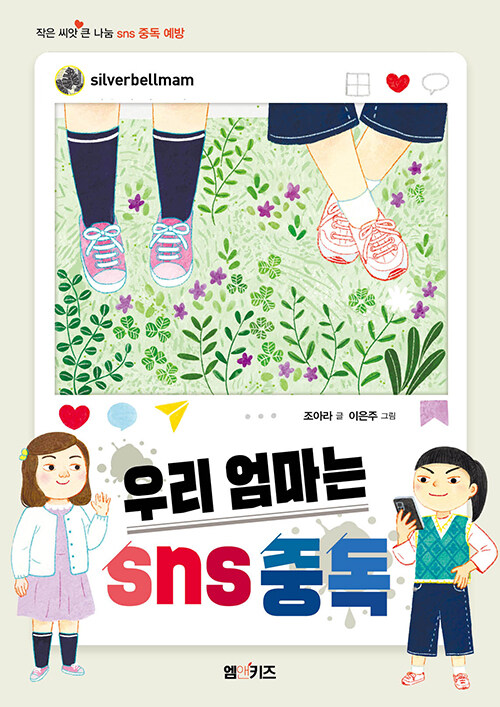 작은 씨앗 큰 나눔 sns 중독 예방
silverbellmam
조아라 글 이은주 그림
우리 엄마는
sns 중독
엠앤키즈